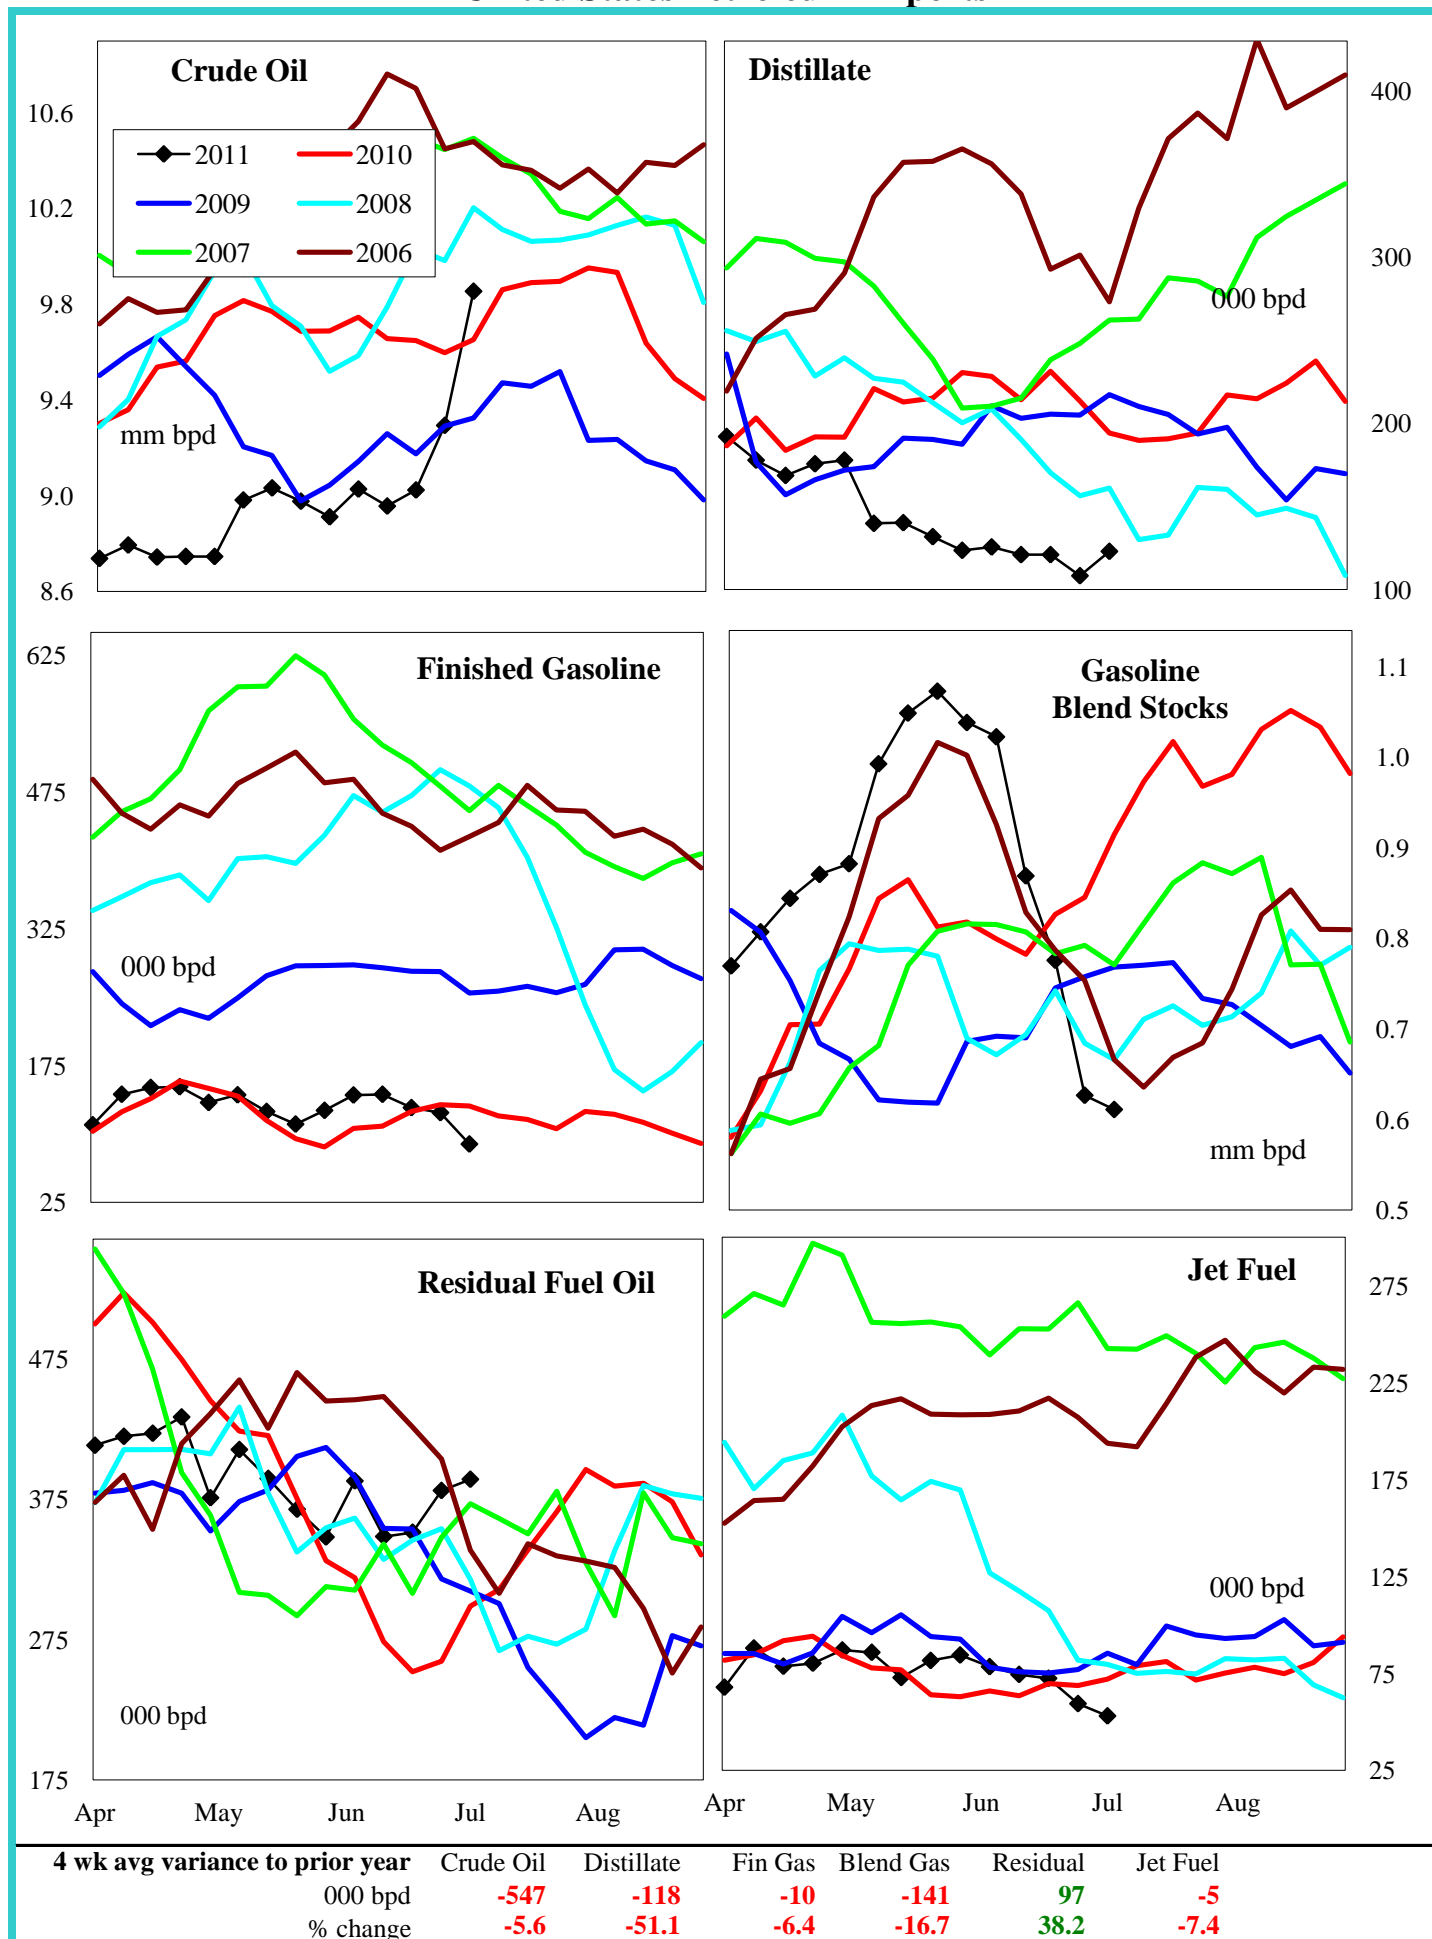 Crude Oil
10.6
10.2
9.8
9.4
9.0
8.6
2011
2010
2009
2008
2007
2006
mm bpd
Distillate
400
300
200
100
000 bpd
Finished Gasoline
625
475
325
175
25
000 bpd
Gasoline
Blend Stocks
1.1
1.0
0.9
0.8
0.7
0.6
0.5
mm bpd
Residual Fuel Oil
475
375
275
175
000 bpd
Apr May Jun Jul Aug
Jet Fuel
275
225
175
125
75
25
000 bpd
Apr May Jun Jul Aug
4 wk avg variance to prior year Crude Oil Distillate Fin Gas Blend Gas Residual Jet Fuel
000 bpd -547 -118 -10 -141 97 -5
% change -5.6 -51.1 -6.4 -16.7 38.2 -7.4